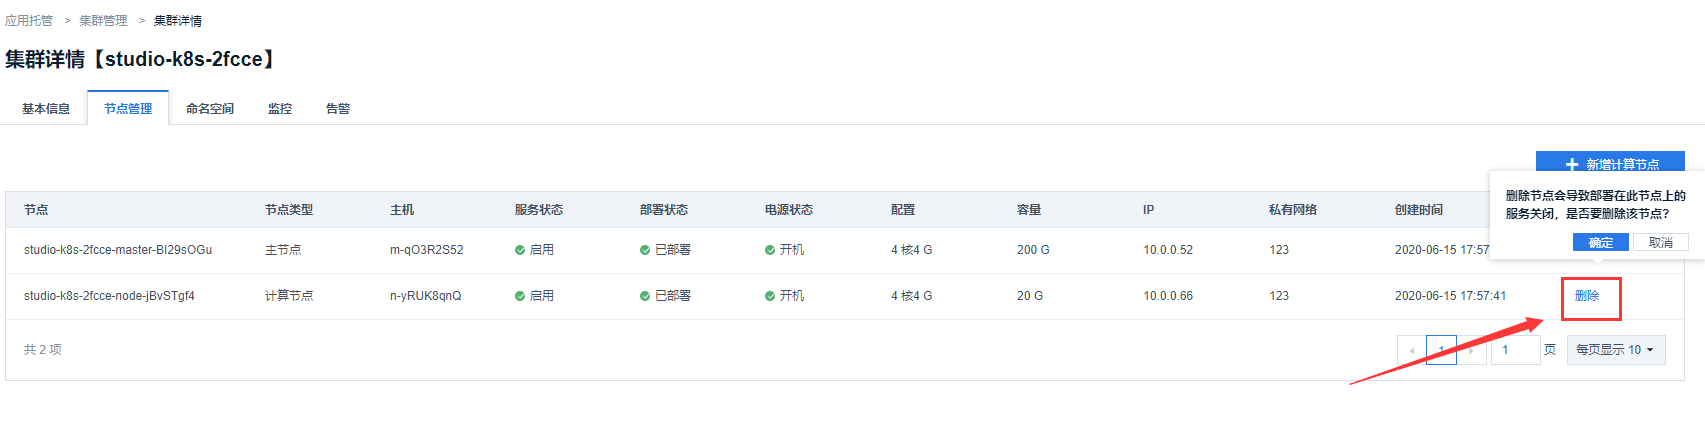 应用托管 > 集群管理 > 集群详情
集群详情【studio-k8s-2fcce】
基本信息 节点管理 命名空间 监控 告警
新增计算节点
删除节点会导致部署在此节点上的
服务关闭，是否要删除该节点?
确定 取消
节点 节点类型 主机 服务状态 部署状态 电源状态 配置 容量 IP 私有网络 创建时间
studio-k8s-2fcce-master-BI29sOGu 主节点 m-qO3R2S52 启用 已部署 开机 4 核4 G 200 G 10.0.0.52 123 2020-06-15 17:57
studio-k8s-2fcce-node-jBvSTgf4 计算节点 n-yRUK8qnQ 启用 已部署 开机 4 核4 G 20 G 10.0.0.66 123 2020-06-15 17:57:41 删除
共 2 项 1 1 页 每页显示 10